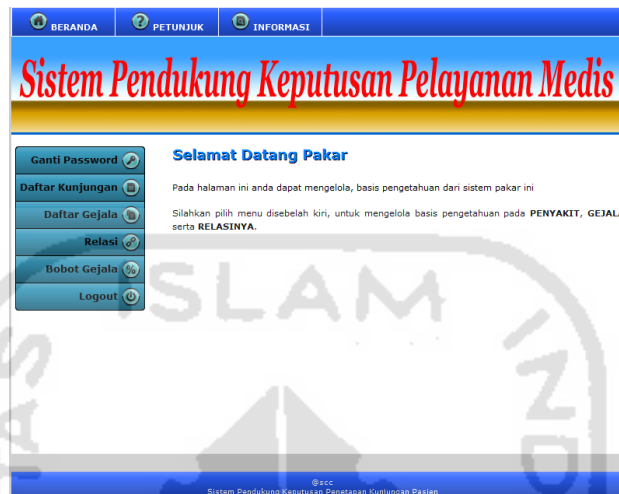 BERANDA PETUNJUK INFORMASI
Sistem Pendukung Keputusan Pelayanan Medis
Ganti Password
Daftar Kunjungan
Daftar Gejala
Relasi
Bobot Gejala
Logout
Selamat Datang Pakar
Pada halaman ini anda dapat mengelola, basis pengetahuan dari sistem pakar ini
Silahkan pilih menu disebelah kiri, untuk mengelola basis pengetahuan pada PENYAKIT, GEJALA
serta RELASINYA.
ISLAM
@scc
Sistem Pendukung Keputusan Penetapan Kunjungan Pasien